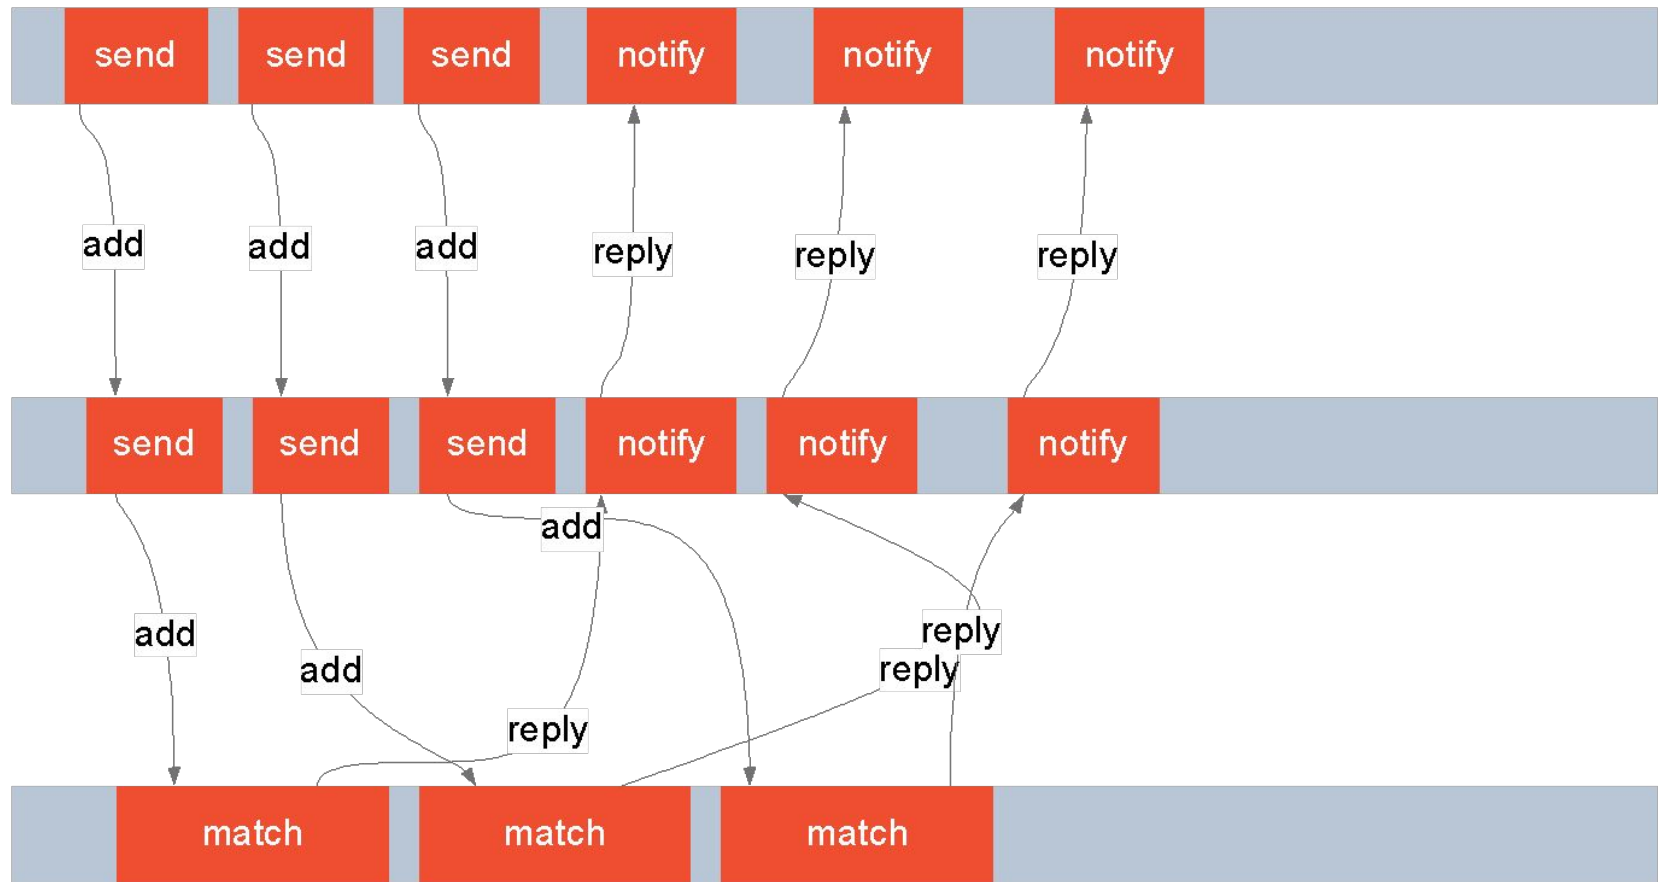 send send send notify notify notify
add add add reply reply reply
send send send notify notify notify
add
add reply
add reply
reply
match match match